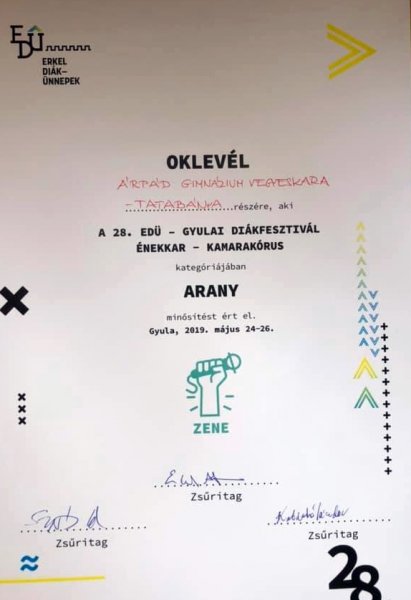 EDÜ
ERKEL
DIÁK-
ÜNNEPEK
OKLEVÉL
ÁRPÁD GIMNÁZIUM VEGYESKARA
- TATABÁNYA ......részére, aki
A 28. EDÜ - GYULAI DIÁKFESZTIVÁL
ÉNEKKAR - KAMARAKÓRUS
kategóriájában
ARANY
minősítést ért el.
Gyula, 2019. május 24-26.
ZENE
Zsűritag
Zsűritag
Zsűritag
28